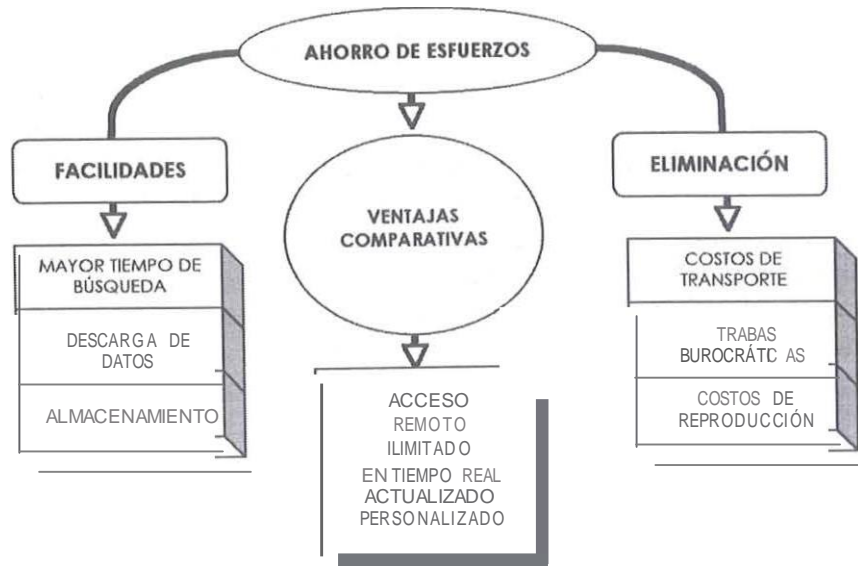 AHORRO DE ESFUERZOS
FACILIDADES
MAYOR TIEMPO DE
BÚSQUEDA
DESCARGA DE
DATOS
ALMACENAMIENTO
VENTAJAS
COMPARATIVAS
ACCESO
REMOTO
ILIMITADO
EN TIEMPO REAL
ACTUALIZADO
PERSONALIZADO
ELIMINACIÓN
COSTOS DE
TRANSPORTE
TRABAS
BUROCRÁTC AS
COSTOS DE
REPRODUCCIÓN